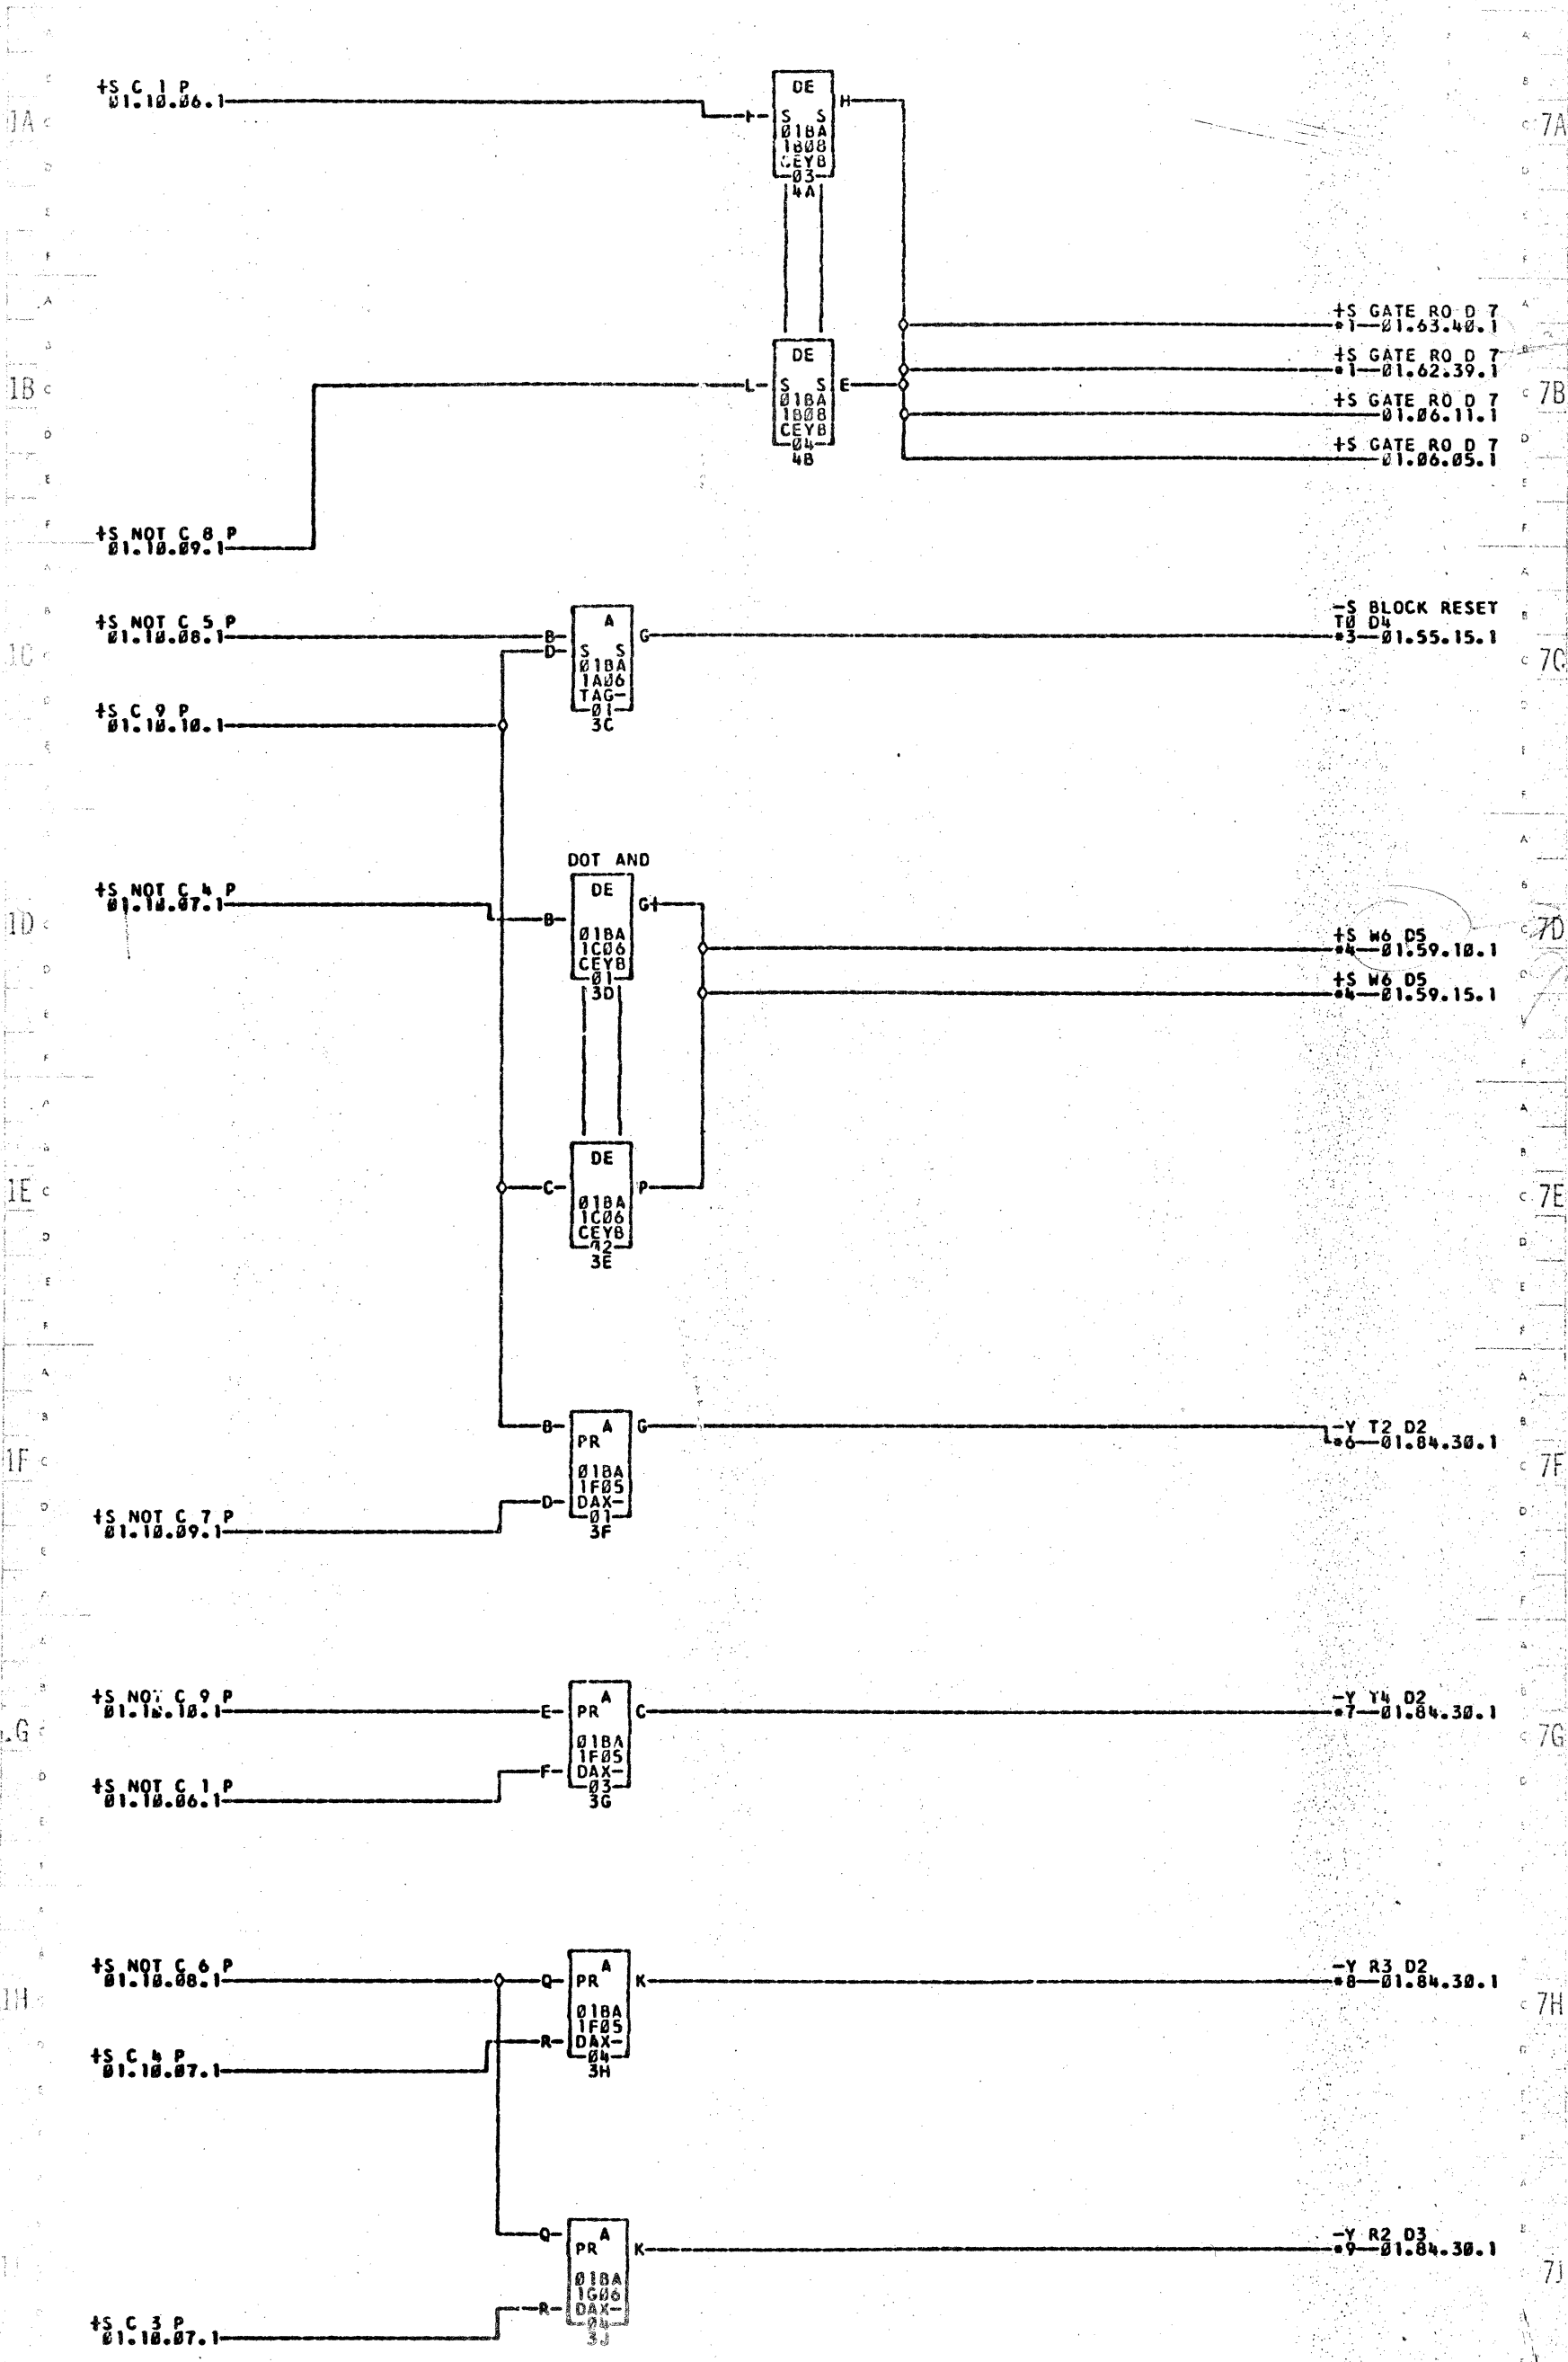 +S C 1 P
01.10.06.1
DE
H
S S
01BA
1B08
CEYB
03
4A
1A
7A
+S GATE RO D 7
*1—01.63.40.1
+S GATE RO D 7
*1—01.62.39.1
+S GATE RO D 7
01.06.11.1
+S GATE RO D 7
01.06.05.1
DE
L
S S
E
01BA
1B08
CEYB
04
4B
1B
7B
+S NOT C 8 P
01.10.09.1
+S NOT C 5 P
01.10.08.1
B
D
A
G
S S
01BA
1A06
TAG-
01
3C
-S BLOCK RESET
T0 D4
*3—01.55.15.1
1C
7C
+S C 9 P
01.10.10.1
DOT AND
+S NOT C 4 P
01.10.07.1
B
DE
G+
01BA
1C06
CEYB
01
3D
+S W6 D5
*4—01.59.10.1
+S W6 D5
*4—01.59.15.1
1D
7D
C
DE
P
01BA
1C06
CEYB
02
3E
1E
7E
B
A
G
PR
01BA
1F05
D
DAX-
01
3F
-Y T2 D2
*6—01.84.30.1
1F
7F
+S NOT C 7 P
01.10.09.1
+S NOT C 9 P
01.10.10.1
E
A
PR
C
01BA
1F05
F
DAX-
03
3G
-Y Y4 D2
*7—01.84.30.1
7G
+S NOT C 1 P
01.10.06.1
+S NOT C 6 P
01.10.08.1
Q
A
PR
K
01BA
1F05
R
DAX-
04
3H
-Y R3 D2
*8—01.84.30.1
1H
7H
+S C 4 P
01.10.07.1
Q
A
PR
K
01BA
1G06
R
DAX-
04
3J
-Y R2 D3
*9—01.84.30.1
7J
+S C 3 P
01.10.07.1